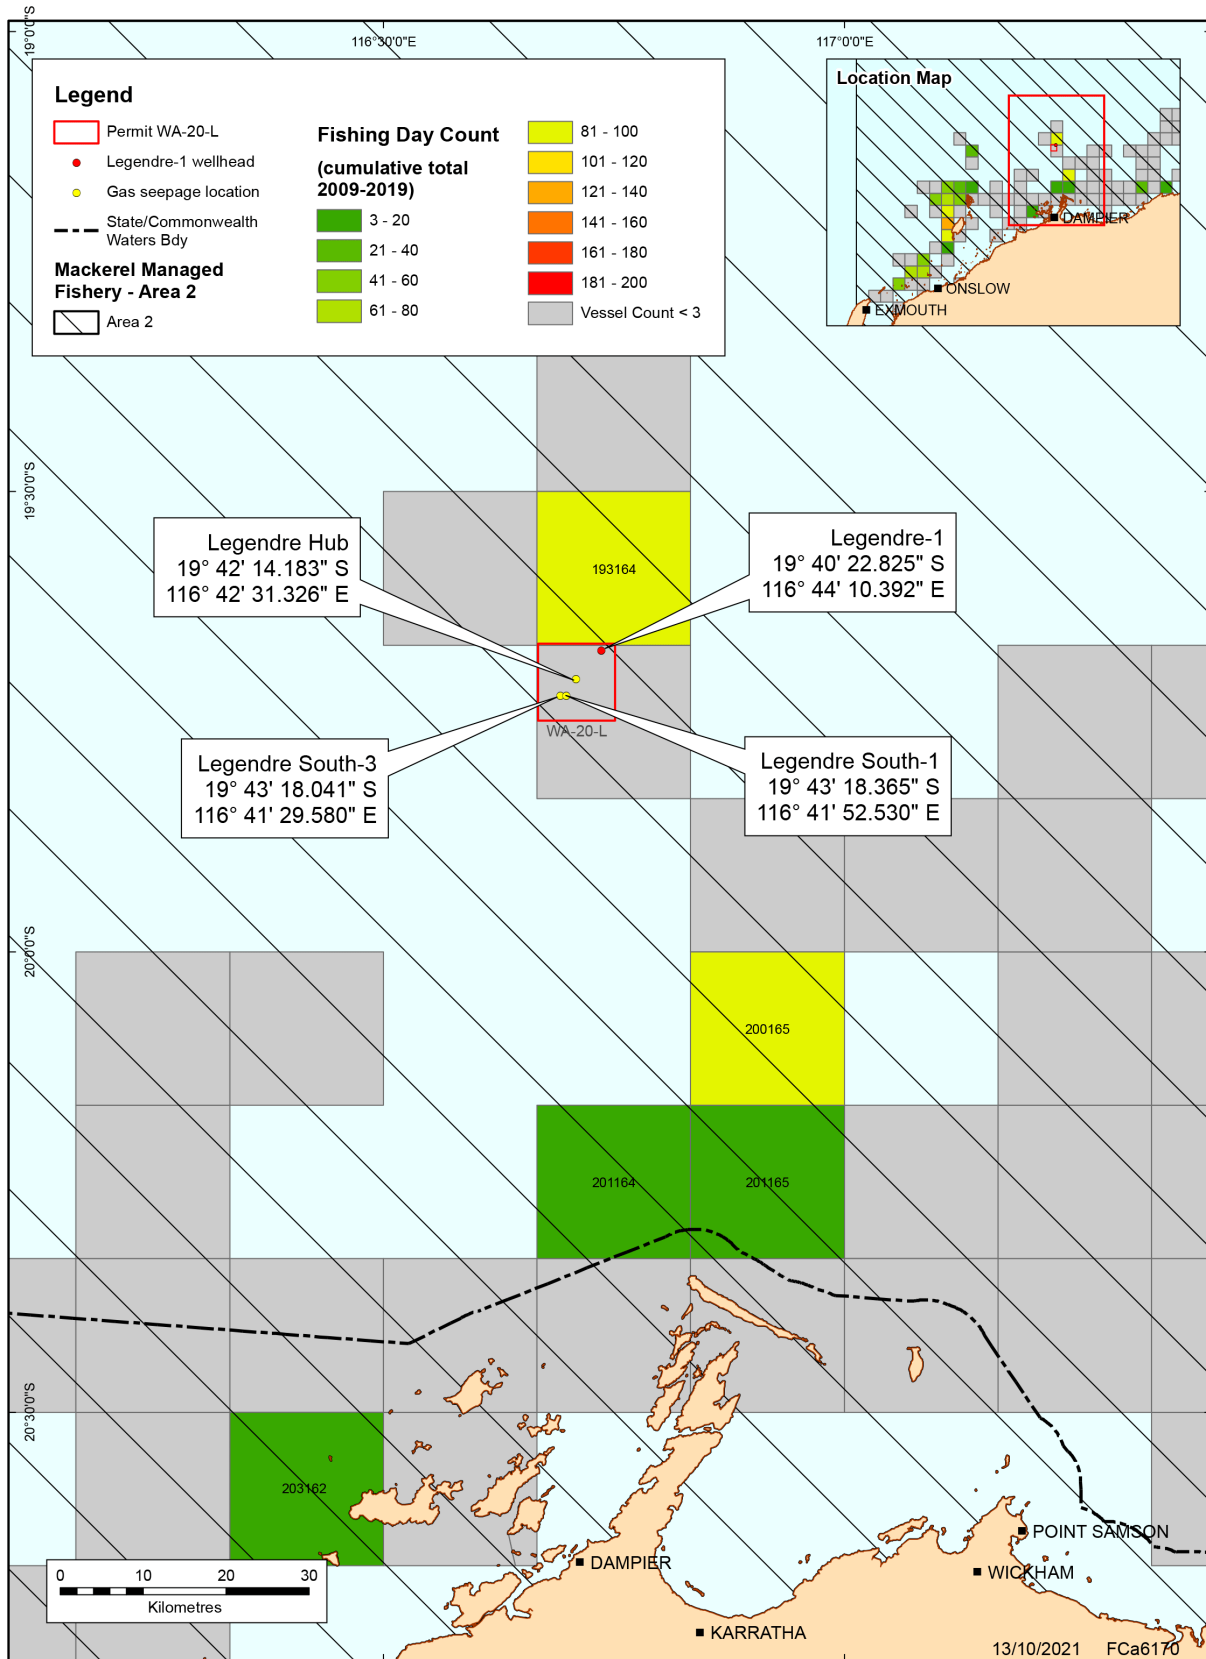 116°30'0"E
117°0'0"E
19°0'0"S
Legend
Permit WA-20-L
Legendre-1 wellhead
Gas seepage location
State/Commonwealth
Waters Bdy
Mackerel Managed
Fishery - Area 2
Area 2
Fishing Day Count
(cumulative total
2009-2019)
3 - 20
21 - 40
41 - 60
61 - 80
81 - 100
101 - 120
121 - 140
141 - 160
161 - 180
181 - 200
Vessel Count < 3
Location Map
DAMPIER
ONSLOW
EXMOUTH
19°30'0"S
Legendre Hub
19° 42' 14.183" S
116° 42' 31.326" E
193164
Legendre-1
19° 40' 22.825" S
116° 44' 10.392" E
WA-20-L
Legendre South-3
19° 43' 18.041" S
116° 41' 29.580" E
Legendre South-1
19° 43' 18.365" S
116° 41' 52.530" E
20°0'0"S
200165
201164
201165
20°30'0"S
203162
POINT SAMSON
DAMPIER
WICKHAM
KARRATHA
0 10 20 30
Kilometres
13/10/2021 FCa6170